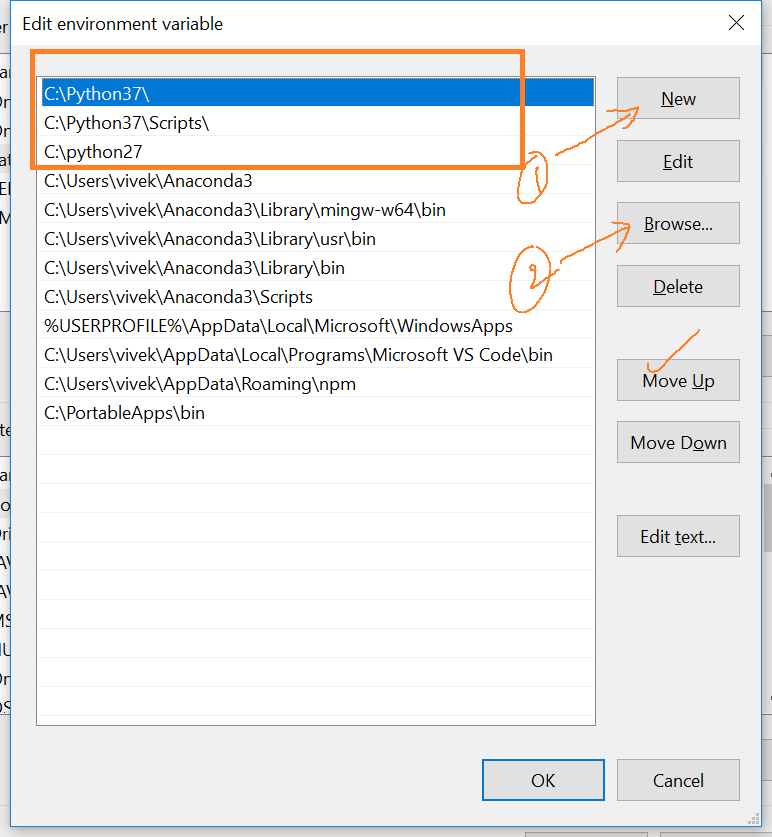 Edit environment variable
C:\Python37\
C:\Python37\Scripts\
C:\python27
C:\Users\vivek\Anaconda3
C:\Users\vivek\Anaconda3\Library\mingw-w64\bin
C:\Users\vivek\Anaconda3\Library\usr\bin
C:\Users\vivek\Anaconda3\Library\bin
C:\Users\vivek\Anaconda3\Scripts
%USERPROFILE%\AppData\Local\Microsoft\WindowsApps
C:\Users\vivek\AppData\Local\Programs\Microsoft VS Code\bin
C:\Users\vivek\AppData\Roaming\npm
C:\PortableApps\bin
1
New
Edit
2
Browse...
Delete
Move Up
Move Down
Edit text...
OK
Cancel